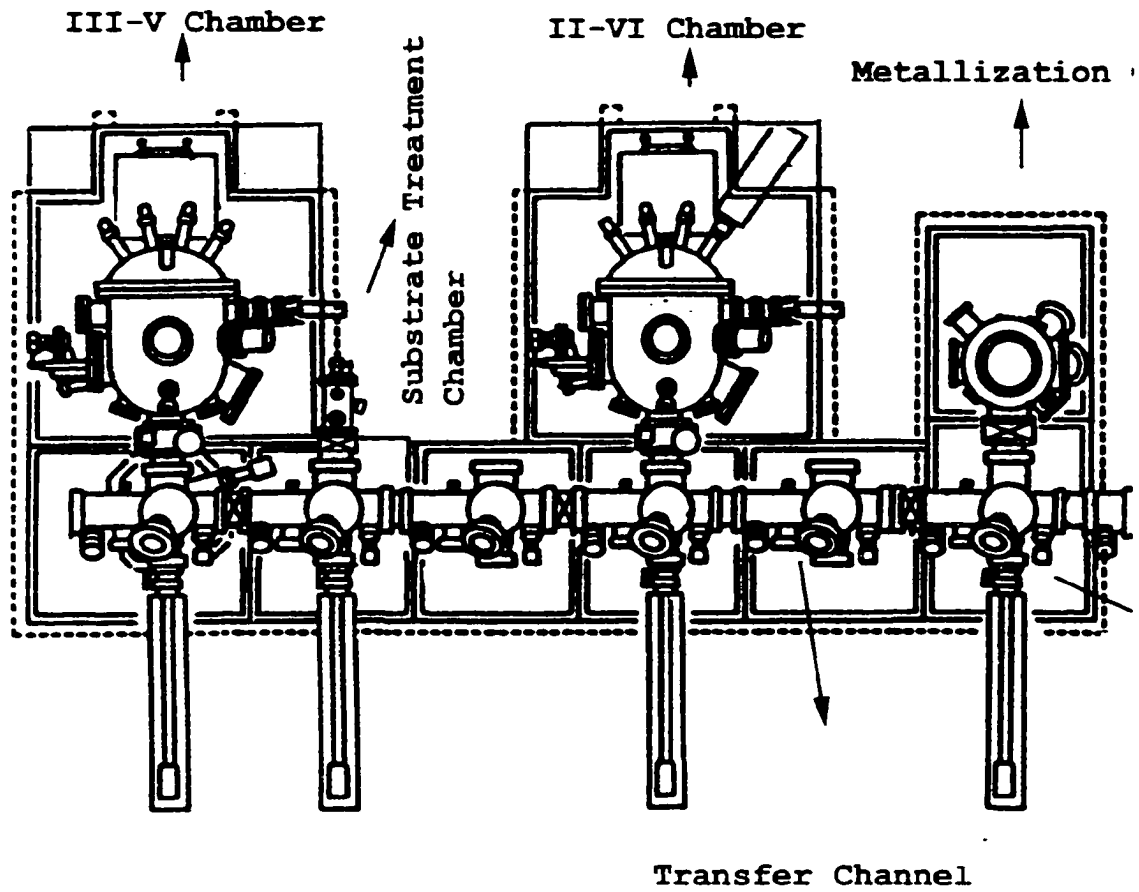 III-V Chamber
II-VI Chamber
Metallization
Substrate Treatment
Chamber
Transfer Channel